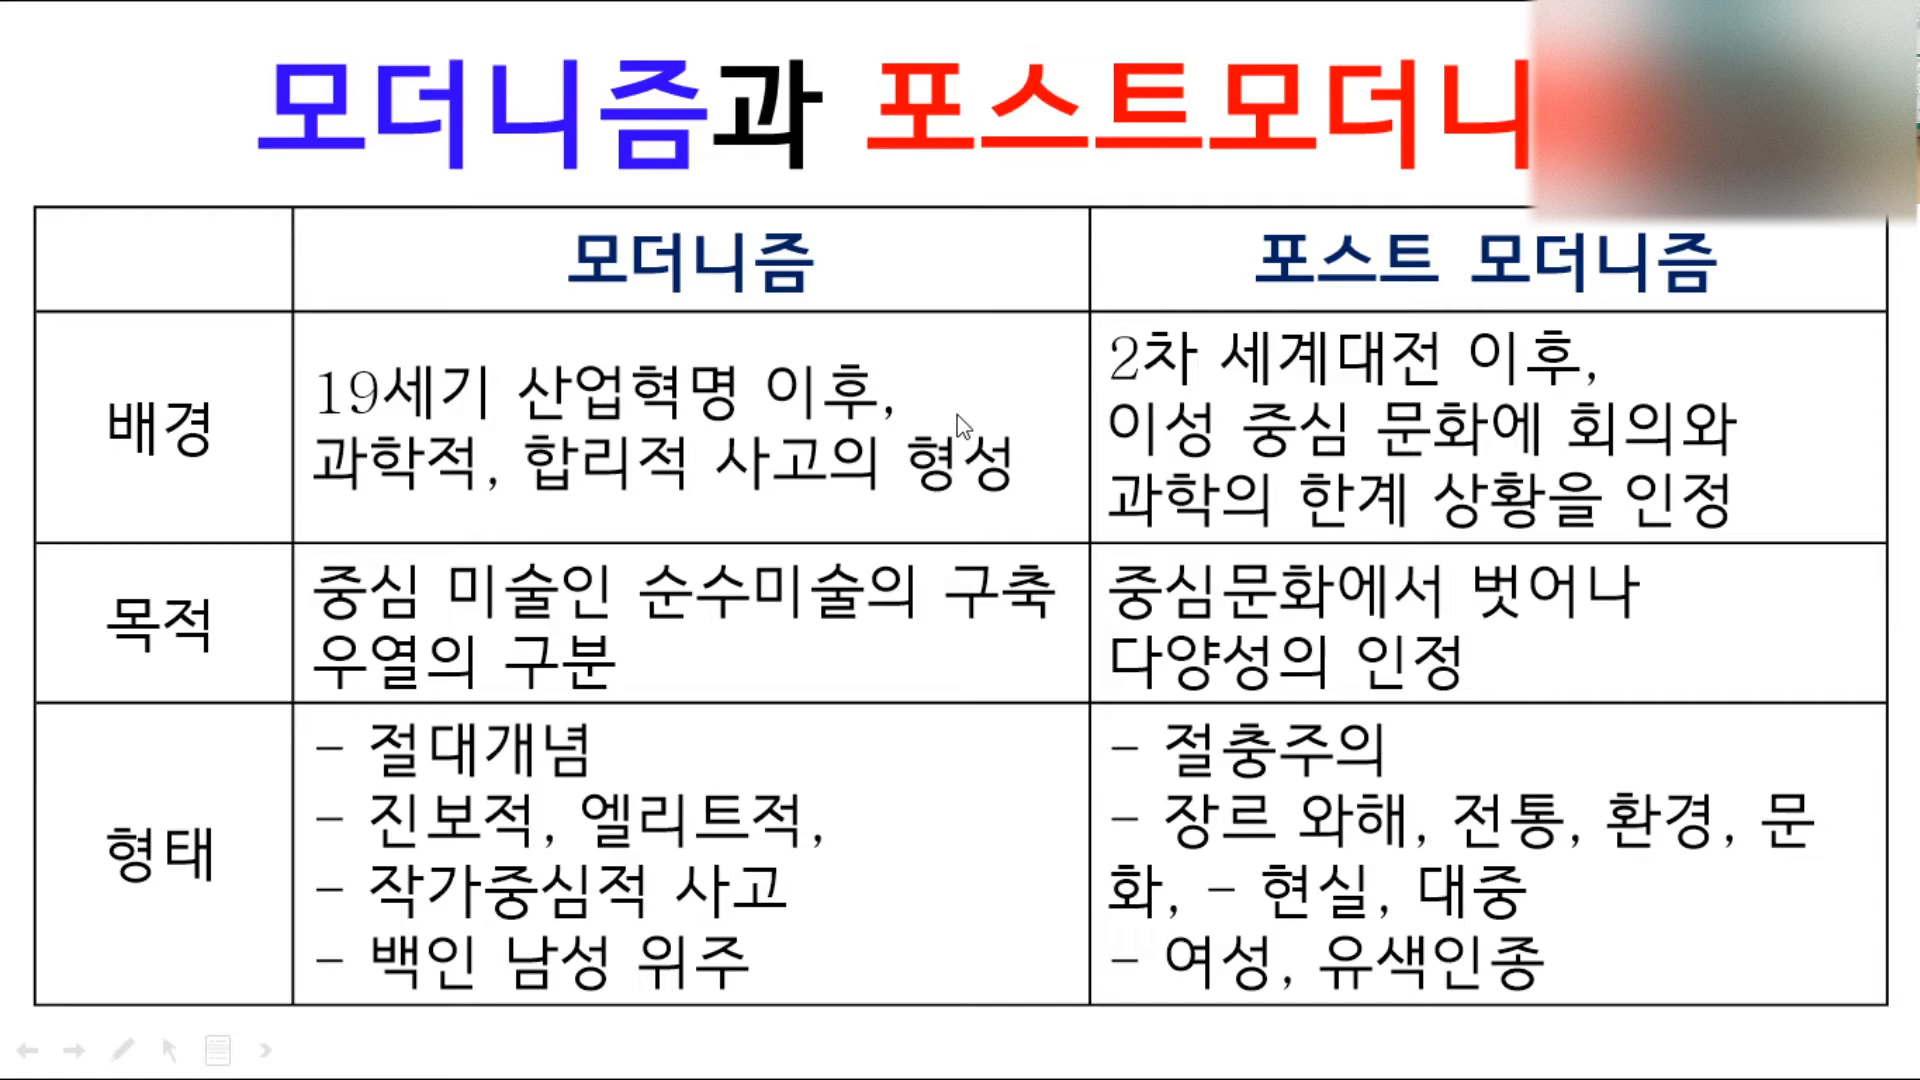 모더니즘과 포스트모더니
모더니즘
포스트 모더니즘
배경
19세기 산업혁명 이후,
과학적, 합리적 사고의 형성
2차 세계대전 이후,
이성 중심 문화에 회의와
과학의 한계 상황을 인정
목적
중심 미술인 순수미술의 구축
우열의 구분
중심문화에서 벗어나
다양성의 인정
형태
- 절대개념
- 진보적, 엘리트적,
- 작가중심적 사고
- 백인 남성 위주
- 절충주의
- 장르 와해, 전통, 환경, 문
화, - 현실, 대중
- 여성, 유색인종